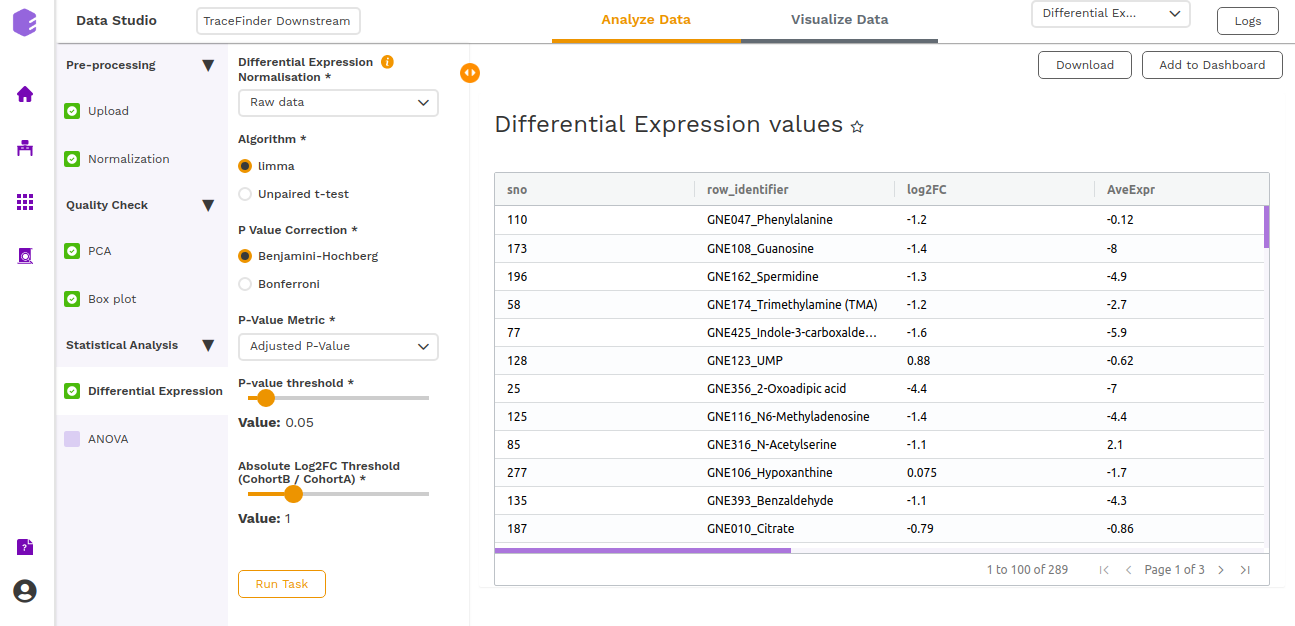 Data Studio
TraceFinder Downstream
Analyze Data
Visualize Data
Differential Ex...
Logs
Pre-processing
Upload
Normalization
Quality Check
PCA
Box plot
Statistical Analysis
Differential Expression
ANOVA
Differential Expression
Normalisation *
Raw data
Algorithm *
limma
Unpaired t-test
P Value Correction *
Benjamini-Hochberg
Bonferroni
P-Value Metric *
Adjusted P-Value
P-value threshold *
Value: 0.05
Absolute Log2FC Threshold
(CohortB / CohortA) *
Value: 1
Run Task
Download
Add to Dashboard
Differential Expression values
sno row_identifier log2FC AveExpr
110 GNE047_Phenylalanine -1.2 -0.12
173 GNE108_Guanosine -1.4 -8
196 GNE162_Spermidine -1.3 -4.9
58 GNE174_Trimethylamine (TMA) -1.2 -2.7
77 GNE425_Indole-3-carboxalde... -1.6 -5.9
128 GNE123_UMP 0.88 -0.62
25 GNE356_2-Oxoadipic acid -4.4 -7
125 GNE116_N6-Methyladenosine -1.4 -4.4
85 GNE316_N-Acetylserine -1.1 2.1
277 GNE106_Hypoxanthine 0.075 -1.7
135 GNE393_Benzaldehyde -1.1 -4.3
187 GNE010_Citrate -0.79 -0.86
1 to 100 of 289 Page 1 of 3